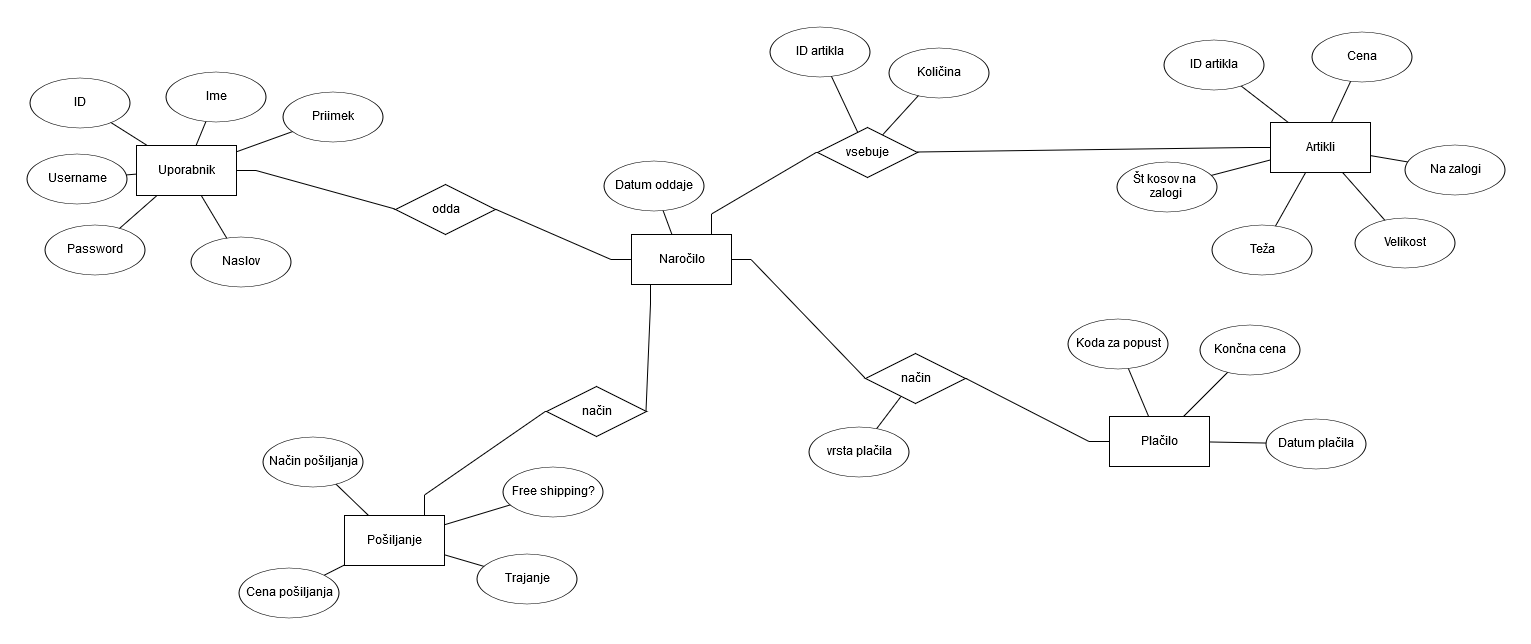 ID artikla
Količina
ID artikla
Cena
ID
Ime
Priimek
Uporabnik
Username
Password
Naslov
odda
Datum oddaje
Naročilo
vsebuje
Artikli
Št kosov na
zalogi
Na zalogi
Teža
Velikost
način
vrsta plačila
Koda za popust
Končna cena
Plačilo
Datum plačila
način
Način pošiljanja
Free shipping?
Pošiljanje
Cena pošiljanja
Trajanje